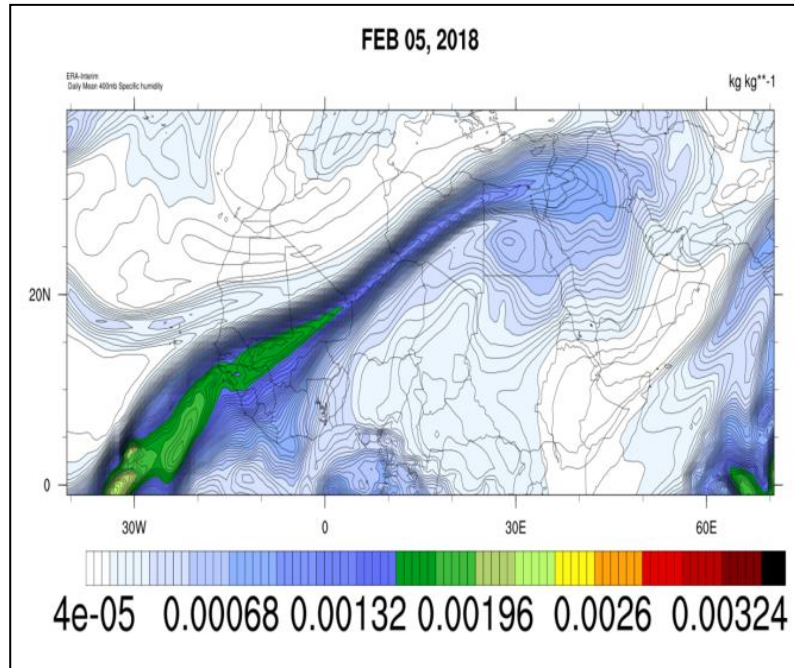 FEB 05, 2018
ERA-Interim
Daily Mean 400mb Specific humidity
kg kg**-1
20N
0
30W 0 30E 60E
4e-05 0.00068 0.00132 0.00196 0.0026 0.00324